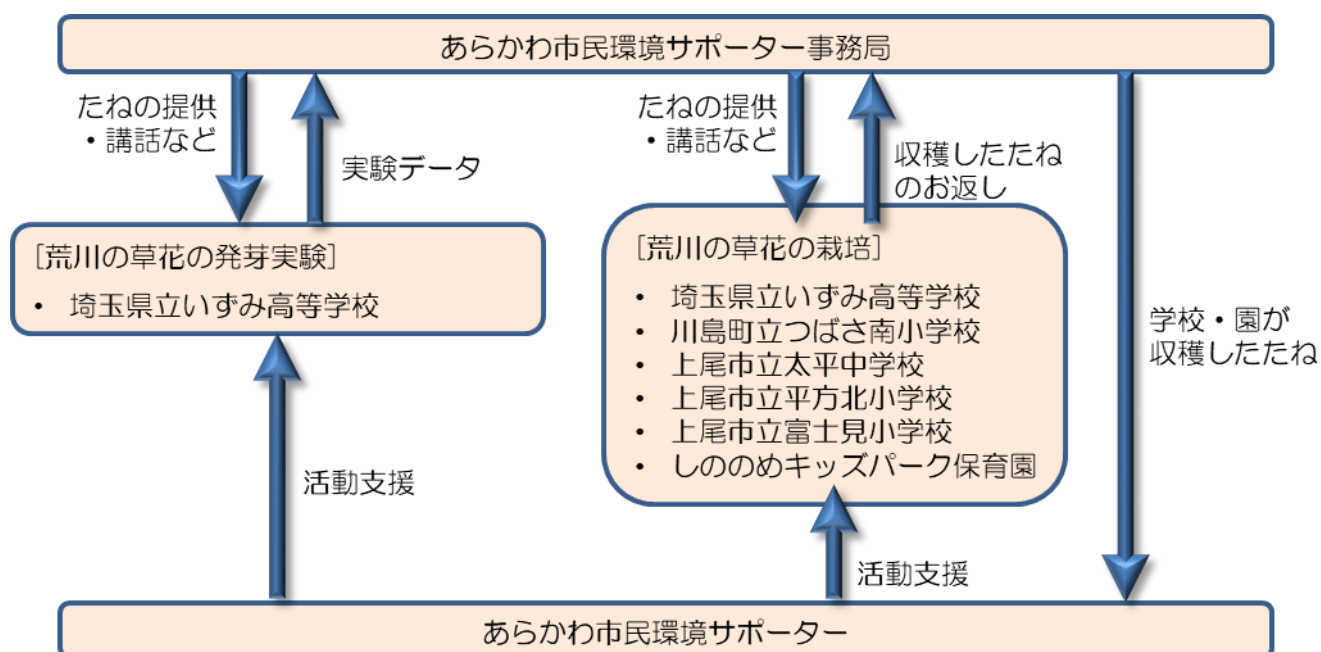 あらかわ市民環境サポーター事務局
たねの提供
・講話など
実験データ
たねの提供
・講話など
収穫したたね
のお返し
[荒川の草花の発芽実験]
• 埼玉県立いずみ高等学校
[荒川の草花の栽培]
• 埼玉県立いずみ高等学校
• 川島町立つばさ南小学校
• 上尾市立太平中学校
• 上尾市立平方北小学校
• 上尾市立富士見小学校
• しののめキッズパーク保育園
学校・園が
収穫したたね
活動支援
活動支援
あらかわ市民環境サポーター